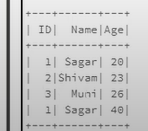 +---+------+---+
| ID|  Name|Age|
+---+------+---+
|  1| Sagar| 20|
|  2|Shivam| 23|
|  3|  Muni| 26|
|  1| Sagar| 40|
+---+------+---+